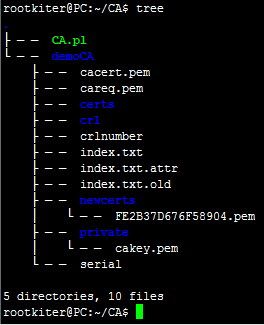 rootkiter@PC:~/CA$ tree
.
├── CA.pl
└── demoCA
    ├── cacert.pem
    ├── careq.pem
    ├── certs
    ├── crl
    ├── crlnumber
    ├── index.txt
    ├── index.txt.attr
    ├── index.txt.old
    ├── newcerts
    │   └── FE2B37D676F58904.pem
    ├── private
    │   └── cakey.pem
    └── serial

5 directories, 10 files
rootkiter@PC:~/CA$